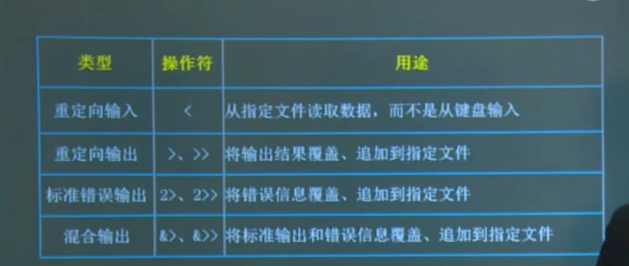 类型 操作符 用途
重定向输入 < 从指定文件读取数据，而不是从键盘输入
重定向输出 >、>> 将输出结果覆盖、追加到指定文件
标准错误输出 2>、2>> 将错误信息覆盖、追加到指定文件
混合输出 &>、&>> 将标准输出和错误信息覆盖、追加到指定文件